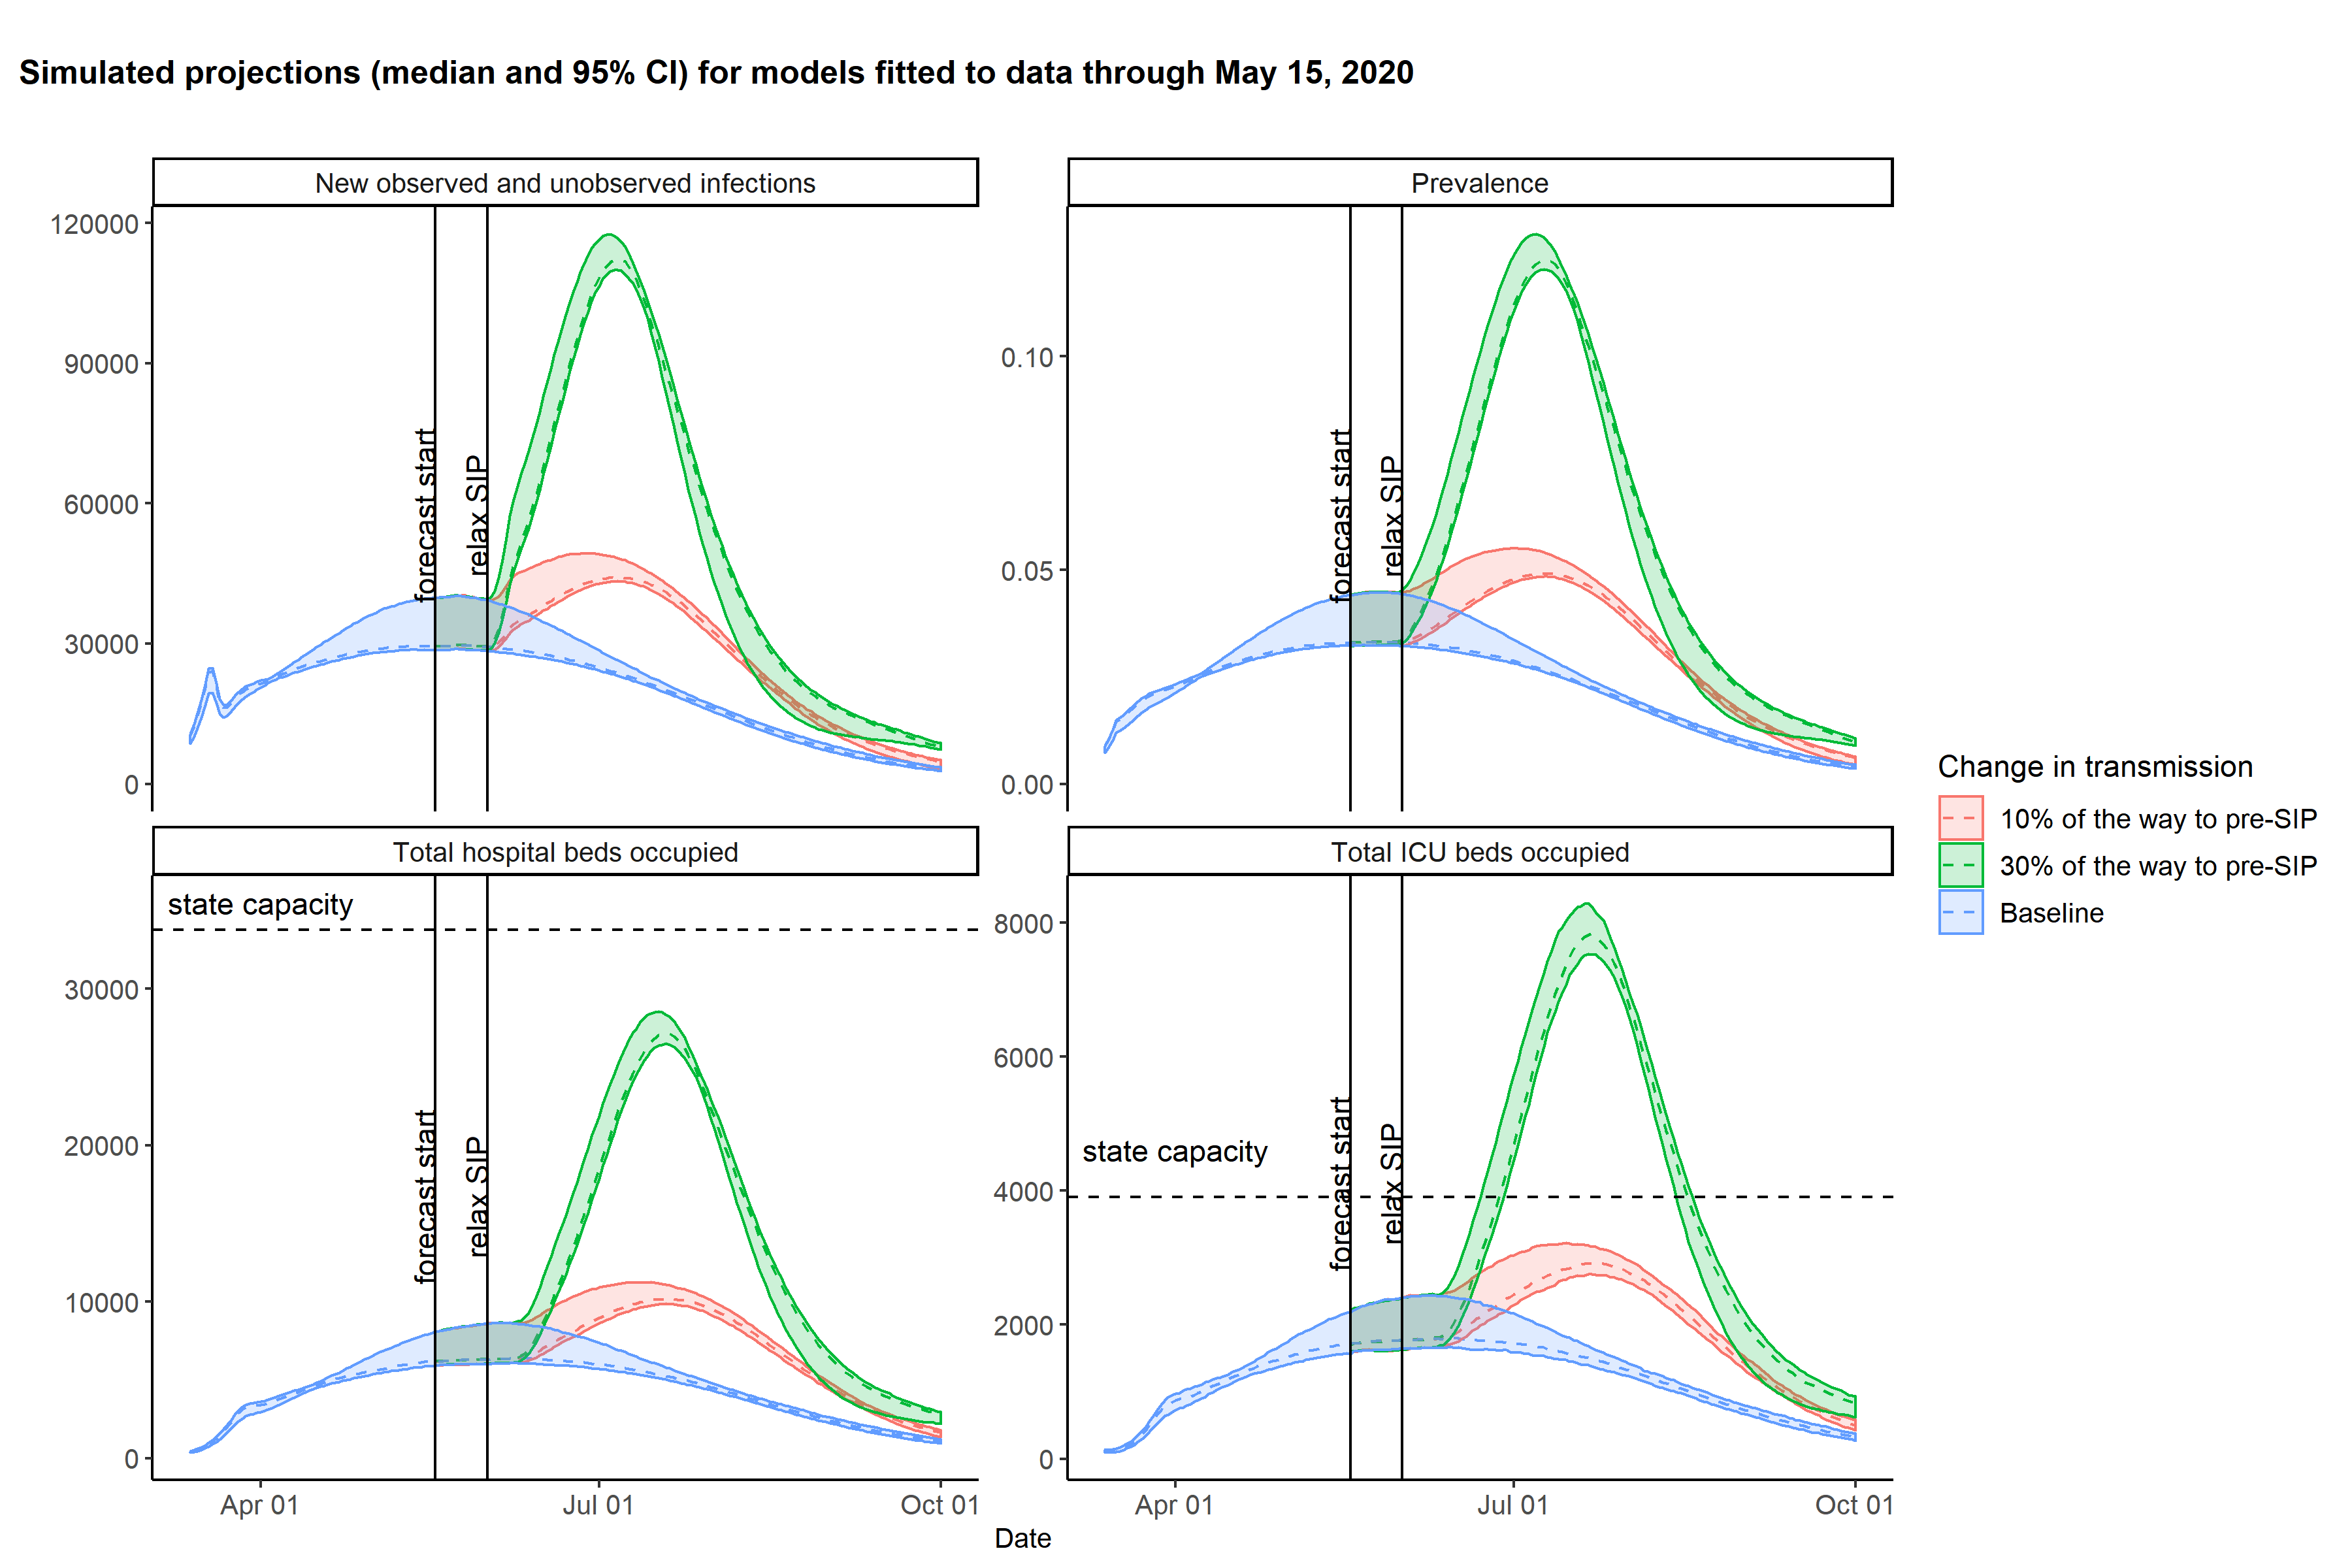 Simulated projections (median and 95% CI) for models fitted to data through May 15, 2020
New observed and unobserved infections
120000
90000
60000
30000
0
forecast start
relax SIP
Prevalence
0.10
0.05
0.00
forecast start
relax SIP
Total hospital beds occupied
state capacity
30000
20000
10000
0
forecast start
relax SIP
Apr 01
Jul 01
Oct 01
Total ICU beds occupied
8000
6000
state capacity
4000
2000
0
forecast start
relax SIP
Apr 01
Jul 01
Oct 01
Date
Change in transmission
10% of the way to pre-SIP
30% of the way to pre-SIP
Baseline